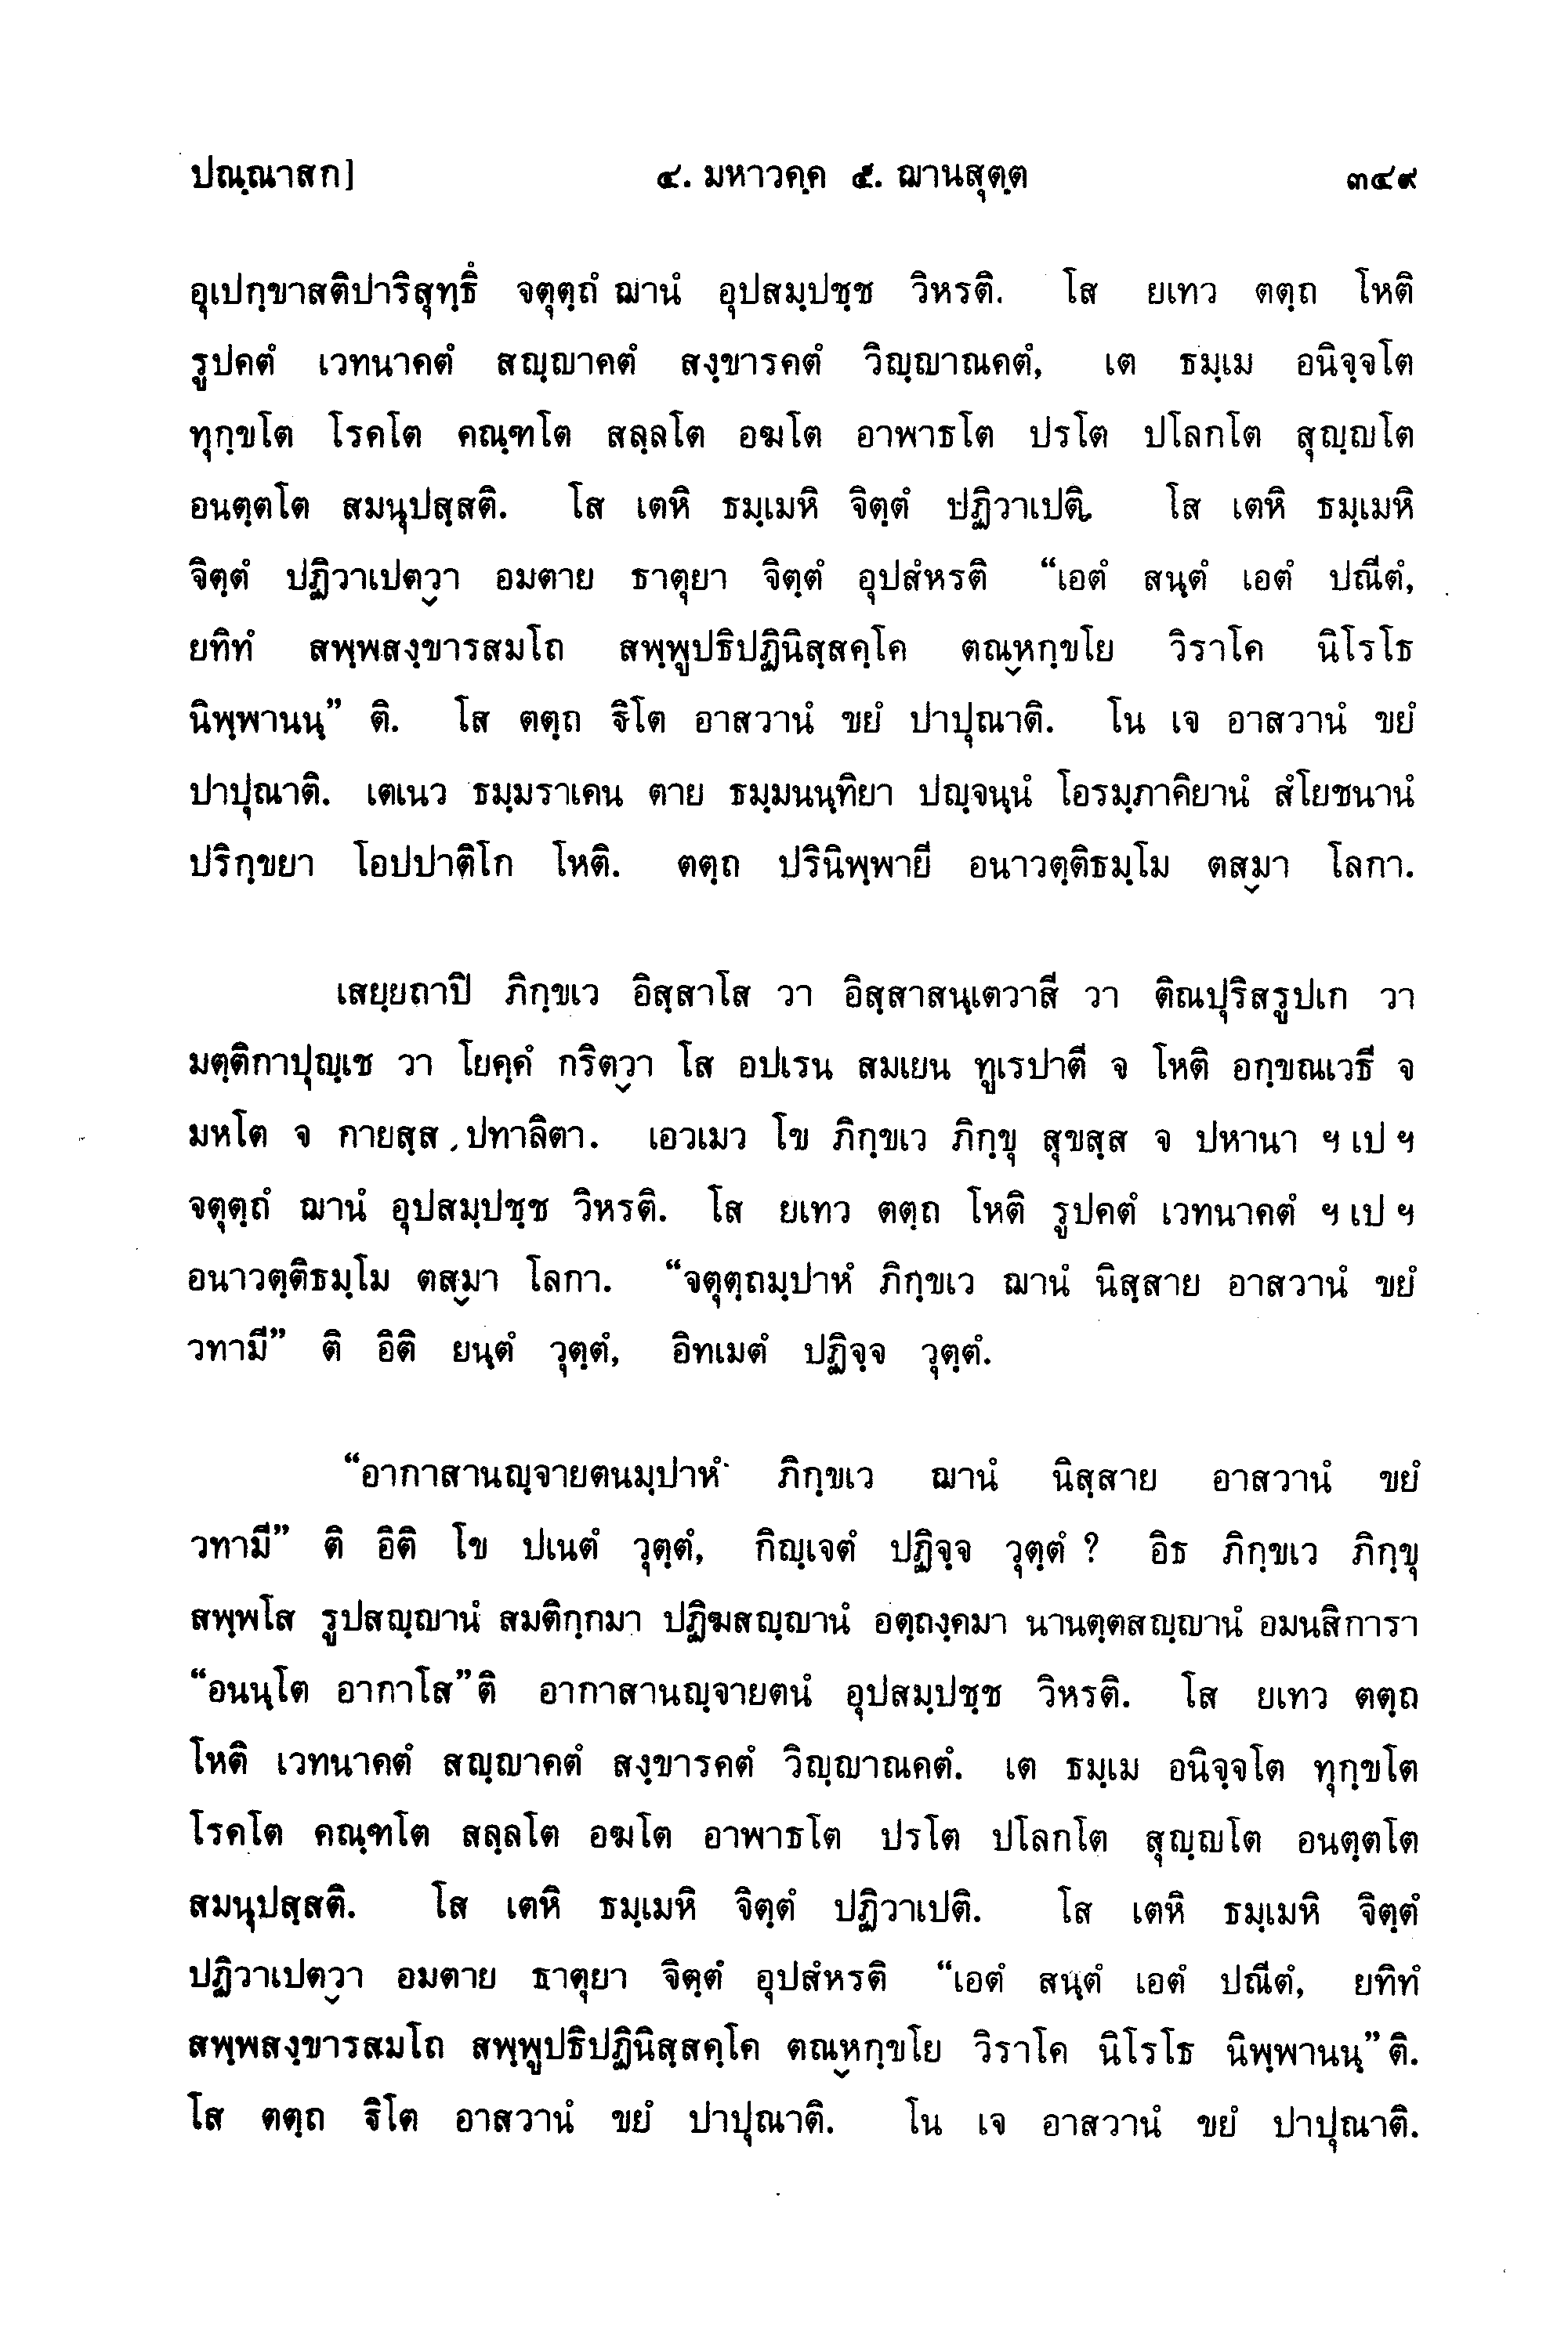 ปณฺณาสก]	๔. มหาวคฺค ๕. ฌานสุตฺต	๓๔๙
อุเปกฺขาสติปาริสุทฺธึ จตุตฺถํ ฌานํ อุปสมฺปชฺช วิหรติ. โส ยเทว ตตฺถ โหติ
รูปคตํ เวทนาคตํ สญฺญาคตํ สงฺขารคตํ วิญฺญาณคตํ, เต ธมฺเม อนิจฺจโต
ทุกฺขโต โรคโต คณฺฑโต สลฺลโต อฆโต อาพาธโต ปรโต ปโลกโต สุญฺญโต
อนตฺตโต สมนุปสฺสติ. โส เตหิ ธมฺเมหิ จิตฺตํ ปฏิวาเปติ. โส เตหิ ธมฺเมหิ
จิตฺตํ ปฏิวาเปตฺวา อมตาย ธาตุยา จิตฺตํ อุปสํหรติ “เอตํ สนฺตํ เอตํ ปณีตํ,
ยทิทํ สพฺพสงฺขารสมโถ สพฺพูปธิปฏินิสฺสคฺโค ตณฺหกฺขโย วิราโค นิโรโธ
นิพฺพานนฺ” ติ. โส ตตฺถ ฐิโต อาสวานํ ขยํ ปาปุณาติ. โน เจ อาสวานํ ขยํ
ปาปุณาติ. เตเนว ธมฺมราเคน ตาย ธมฺมนนฺทิยา ปญฺจนฺนํ โอรมฺภาคิยานํ สํโยชนานํ
ปริกฺขยา โอปปาติโก โหติ. ตตฺถ ปรินิพฺพายี อนาวตฺติธมฺโม ตสฺมา โลกา.
เสยฺยถาปิ ภิกฺขเว อิสฺสาโส วา อิสฺสาสนฺเตวาสี วา ติณปุริสรูปเก วา
มตฺติกาปุญฺเช วา โยคฺคํ กริตฺวา โส อปเรน สมเยน ทูเรปาตี จ โหติ อกฺขณเวธี จ
มหโต จ กายสฺส ปทาลิตา. เอวเมว โข ภิกฺขเว ภิกฺขุ สุขสฺส จ ปหานา ฯ เป ฯ
จตุตฺถํ ฌานํ อุปสมฺปชฺช วิหรติ. โส ยเทว ตตฺถ โหติ รูปคตํ เวทนาคตํ ฯ เป ฯ
อนาวตฺติธมฺโม ตสฺมา โลกา. “จตุตฺถมฺปาหํ ภิกฺขเว ฌานํ นิสฺสาย อาสวานํ ขยํ
วทามี” ติ อิติ ยนฺตํ วุตฺตํ, อิทเมตํ ปฏิจฺจ วุตฺตํ.
“อากาสานญฺจายตนมฺปาหํ ภิกฺขเว ฌานํ นิสฺสาย อาสวานํ ขยํ
วทามี” ติ อิติ โข ปเนตํ วุตฺตํ, กิญฺเจตํ ปฏิจฺจ วุตฺตํ ? อิธ ภิกฺขเว ภิกฺขุ
สพฺพโส รูปสญฺญานํ สมติกฺกมา ปฏิฆสญฺญานํ อตฺถงฺคมา นานตฺตสญฺญานํ อมนสิการา
“อนนฺโต อากาโส”ติ อากาสานญฺจายตนํ อุปสมฺปชฺช วิหรติ. โส ยเทว ตตฺถ
โหติ เวทนาคตํ สญฺญาคตํ สงฺขารคตํ วิญฺญาณคตํ. เต ธมฺเม อนิจฺจโต ทุกฺขโต
โรคโต คณฺฑโต สลฺลโต อฆโต อาพาธโต ปรโต ปโลกโต สุญฺญโต อนตฺตโต
สมนุปสฺสติ. โส เตหิ ธมฺเมหิ จิตฺตํ ปฏิวาเปติ. โส เตหิ ธมฺเมหิ จิตฺตํ
ปฏิวาเปตฺวา อมตาย ธาตุยา จิตฺตํ อุปสํหรติ “เอตํ สนฺตํ เอตํ ปณีตํ, ยทิทํ
สพฺพสงฺขารสมโถ สพฺพูปธิปฏินิสฺสคฺโค ตณฺหกฺขโย วิราโค นิโรโธ นิพฺพานนฺ” ติ.
โส ตตฺถ ฐิโต อาสวานํ ขยํ ปาปุณาติ. โน เจ อาสวานํ ขยํ ปาปุณาติ.